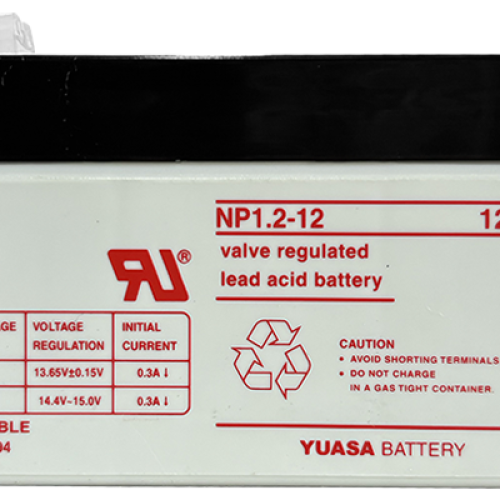 NP1.2-12 12
valve regulated
lead acid battery
GE VOLTAGE INITIAL
REGULATION CURRENT
13.65V±0.15V 0.3A↓
14.4V~15.0V 0.3A↓
BLE
04
CAUTION
• AVOID SHORTING TERMINALS
• DO NOT CHARGE
IN A GAS TIGHT CONTAINER.
YUASA BATTERY